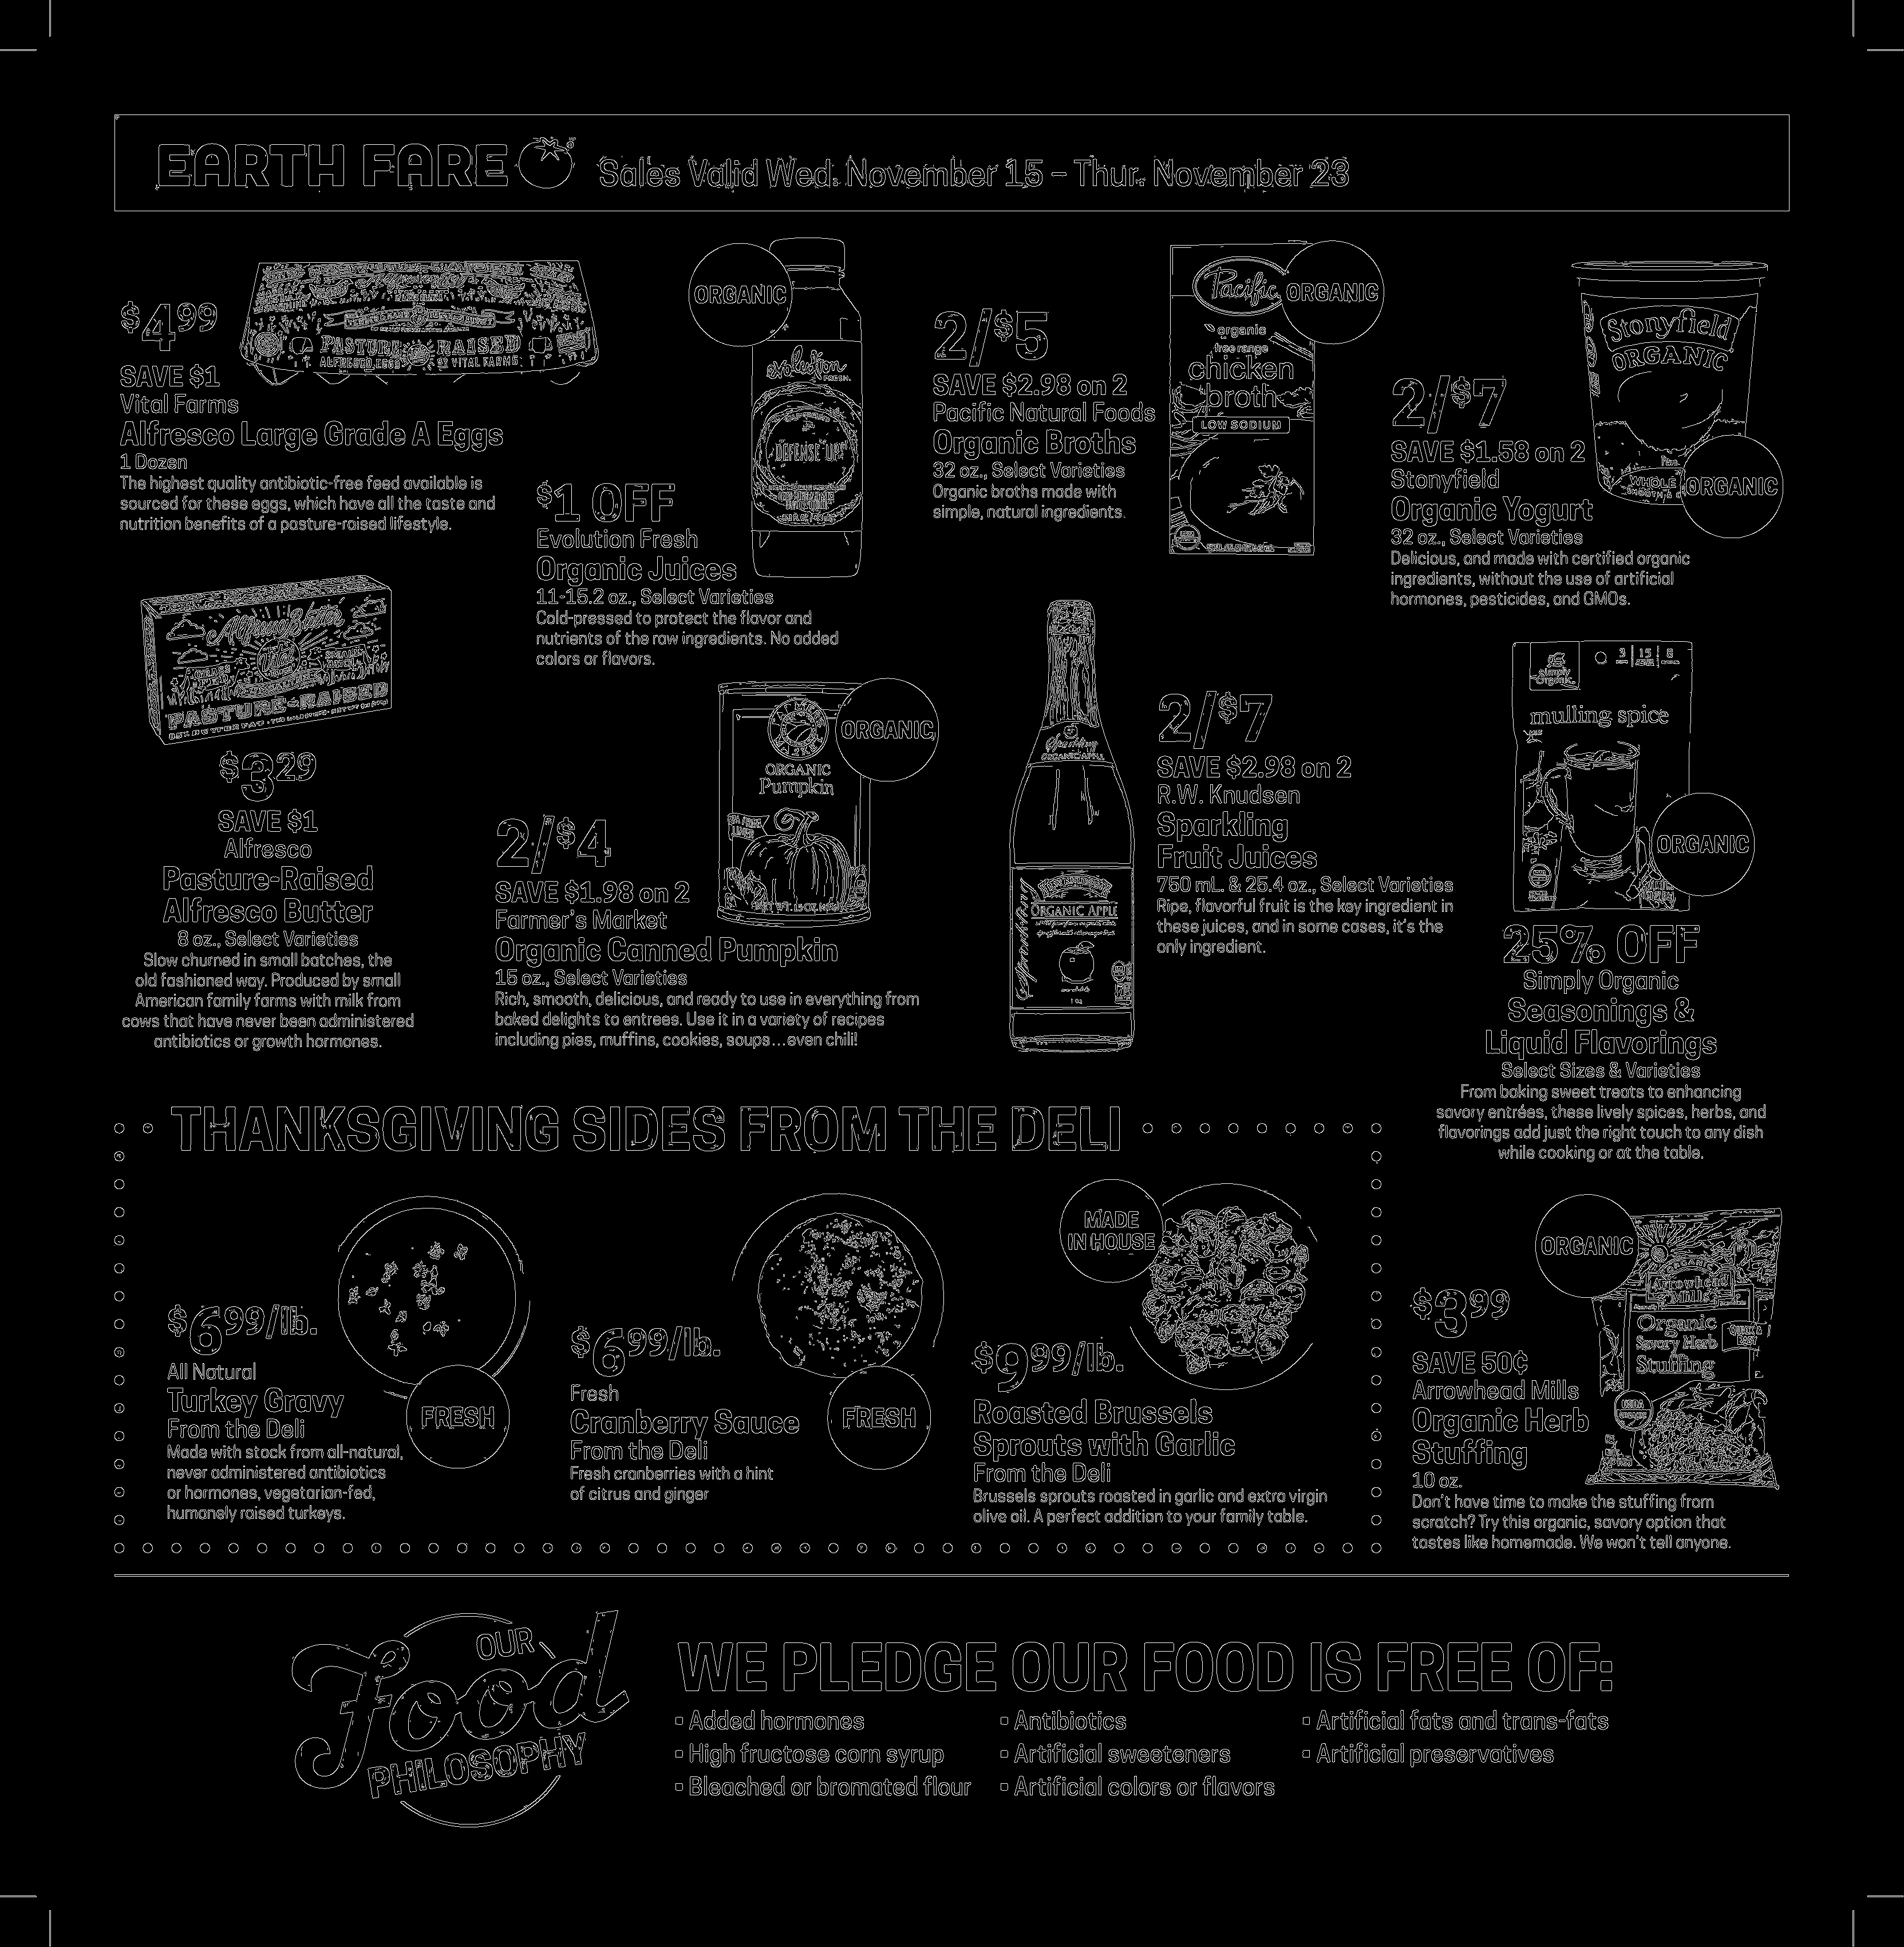 EARTH FARE Sales Valid Wed. November 15 – Thur. November 23
$4.99
SAVE $1
Vital Farms
Alfresco Large Grade A Eggs
1 Dozen
The highest quality antibiotic-free feed available is
sourced for these eggs, which have all the taste and
nutrition benefits of a pasture-raised lifestyle.
PASTURE RAISED
ALFRESCO EGGS BY VITAL FARMS
ORGANIC
evolution
FRESH
DEFENSE UP
$1 OFF
Evolution Fresh
Organic Juices
11-15.2 oz., Select Varieties
Cold-pressed to protect the flavor and
nutrients of the raw ingredients. No added
colors or flavors.
2/$5
SAVE $2.98 on 2
Pacific Natural Foods
Organic Broths
32 oz., Select Varieties
Organic broths made with
simple, natural ingredients.
Pacific
ORGANIC
organic
free range
chicken
broth
LOW SODIUM
2/$7
SAVE $1.58 on 2
Stonyfield
Organic Yogurt
32 oz., Select Varieties
Delicious, and made with certified organic
ingredients, without the use of artificial
hormones, pesticides, and GMOs.
Stonyfield
ORGANIC
WHOLE
ORGANIC
PASTURE-RAISED
$3.29
SAVE $1
Alfresco
Pasture-Raised
Alfresco Butter
8 oz., Select Varieties
Slow churned in small batches, the
old fashioned way. Produced by small
American family farms with milk from
cows that have never been administered
antibiotics or growth hormones.
ORGANIC
ORGANIC
Pumpkin
2/$4
SAVE $1.98 on 2
Farmer's Market
Organic Canned Pumpkin
15 oz., Select Varieties
Rich, smooth, delicious, and ready to use in everything from
baked delights to entrees. Use it in a variety of recipes
including pies, muffins, cookies, soups...even chili!
Sparkling
ORGANIC APPLE
ORGANIC APPLE
2/$7
SAVE $2.98 on 2
R.W. Knudsen
Sparkling
Fruit Juices
750 mL. & 25.4 oz., Select Varieties
Ripe, flavorful fruit is the key ingredient in
these juices, and in some cases, it's the
only ingredient.
Simply
Organic
3 15 8
mulling spice
ORGANIC
25% OFF
Simply Organic
Seasonings &
Liquid Flavorings
Select Sizes & Varieties
From baking sweet treats to enhancing
savory entrées, these lively spices, herbs, and
flavorings add just the right touch to any dish
while cooking or at the table.
THANKSGIVING SIDES FROM THE DELI
$6.99/lb.
All Natural
Turkey Gravy
From the Deli
Made with stock from all-natural,
never administered antibiotics
or hormones, vegetarian-fed,
humanely raised turkeys.
FRESH
$6.99/lb.
Fresh
Cranberry Sauce
From the Deli
Fresh cranberries with a hint
of citrus and ginger
FRESH
MADE
IN HOUSE
$9.99/lb.
Roasted Brussels
Sprouts with Garlic
From the Deli
Brussels sprouts roasted in garlic and extra virgin
olive oil. A perfect addition to your family table.
ORGANIC
Arrowhead
Mills
Organic
Savory Herb
Stuffing
USDA
ORGANIC
$3.99
SAVE 50¢
Arrowhead Mills
Organic Herb
Stuffing
10 oz.
Don't have time to make the stuffing from
scratch? Try this organic, savory option that
tastes like homemade. We won't tell anyone.
OUR
Food
PHILOSOPHY
WE PLEDGE OUR FOOD IS FREE OF:
▪ Added hormones
▪ High fructose corn syrup
▪ Bleached or bromated flour
▪ Antibiotics
▪ Artificial sweeteners
▪ Artificial colors or flavors
▪ Artificial fats and trans-fats
▪ Artificial preservatives